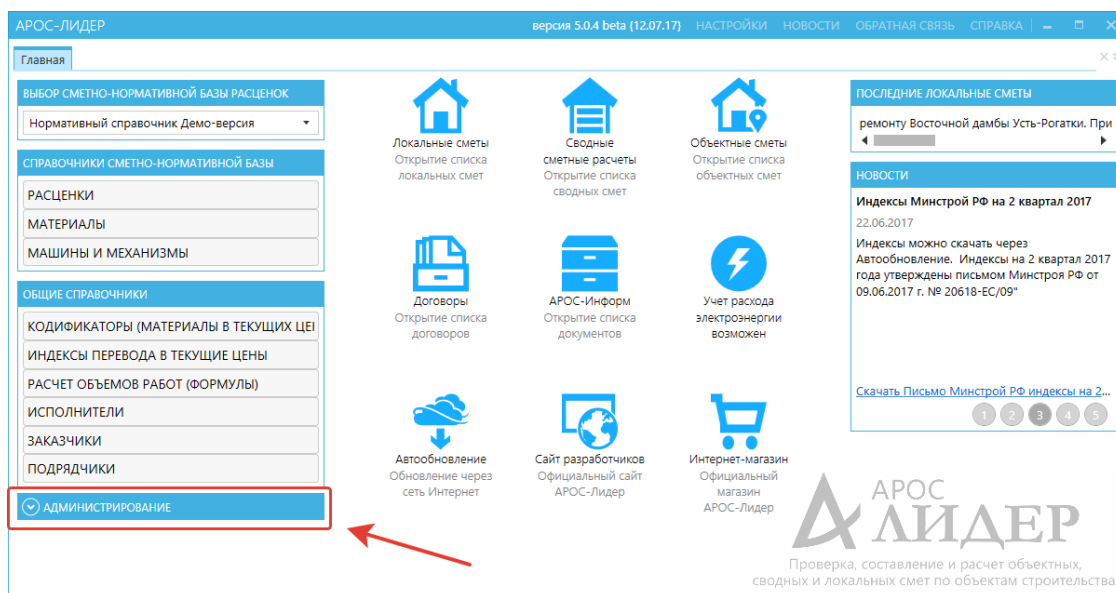 АРОС-ЛИДЕР
версия 5.0.4 beta (12.07.17) НАСТРОЙКИ НОВОСТИ ОБРАТНАЯ СВЯЗЬ СПРАВКА
Главная
ВЫБОР СМЕТНО-НОРМАТИВНОЙ БАЗЫ РАСЦЕНОК
Нормативный справочник Демо-версия
СПРАВОЧНИКИ СМЕТНО-НОРМАТИВНОЙ БАЗЫ
РАСЦЕНКИ
МАТЕРИАЛЫ
МАШИНЫ И МЕХАНИЗМЫ
ОБЩИЕ СПРАВОЧНИКИ
КОДИФИКАТОРЫ (МАТЕРИАЛЫ В ТЕКУЩИХ ЦЕН
ИНДЕКСЫ ПЕРЕВОДА В ТЕКУЩИЕ ЦЕНЫ
РАСЧЕТ ОБЪЕМОВ РАБОТ (ФОРМУЛЫ)
ИСПОЛНИТЕЛИ
ЗАКАЗЧИКИ
ПОДРЯДЧИКИ
АДМИНИСТРИРОВАНИЕ
Локальные сметы
Открытие списка
локальных смет
Сводные
сметные расчеты
Открытие списка
сводных смет
Объектные сметы
Открытие списка
объектных смет
Договоры
Открытие списка
договоров
АРОС-Информ
Открытие списка
документов
Учет расхода
электроэнергии
возможен
Автообновление
Обновление через
сеть Интернет
Сайт разработчиков
Официальный сайт
АРОС-Лидер
Интернет-магазин
Официальный
магазин
АРОС-Лидер
ПОСЛЕДНИЕ ЛОКАЛЬНЫЕ СМЕТЫ
ремонту Восточной дамбы Усть-Рогатки. При
НОВОСТИ
Индексы Минстрой РФ на 2 квартал 2017
22.06.2017
Индексы можно скачать через
Автообновление. Индексы на 2 квартал 2017
года утверждены письмом Минстроя РФ от
09.06.2017 г. № 20618-ЕС/09"
Скачать Письмо Минстрой РФ индексы на 2...
1 2 3 4 5
АРОС
ЛИДЕР
Проверка, составление и расчет объектных,
сводных и локальных смет по объектам строительства